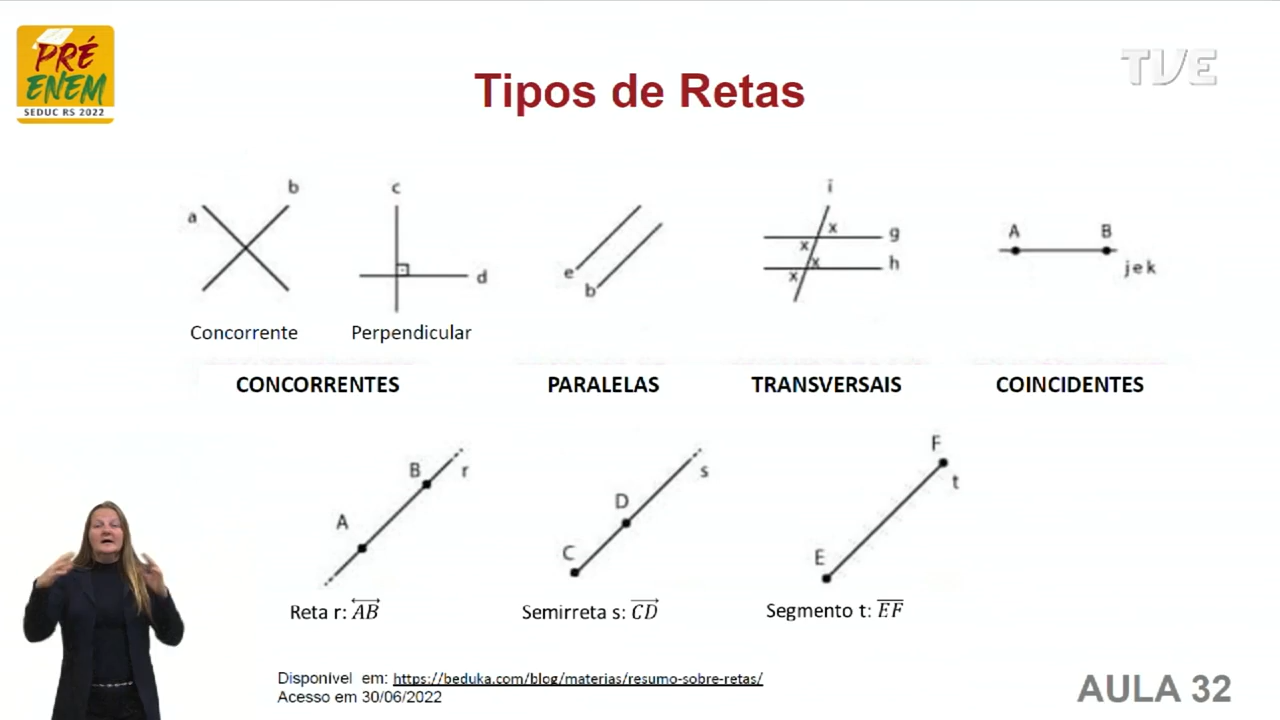 PRÉ
ENEM
SEDUC RS 2022
TVE
Tipos de Retas
a
b
c
d
e
b
i
x
g
x
x
h
x
A
B
j e k
Concorrente
Perpendicular
CONCORRENTES
PARALELAS
TRANSVERSAIS
COINCIDENTES
A
B
r
C
D
s
E
F
t
Reta r: AB
Semirreta s: CD
Segmento t: EF
Disponível em: https://beduka.com/blog/materias/resumo-sobre-retas/
Acesso em 30/06/2022
AULA 32